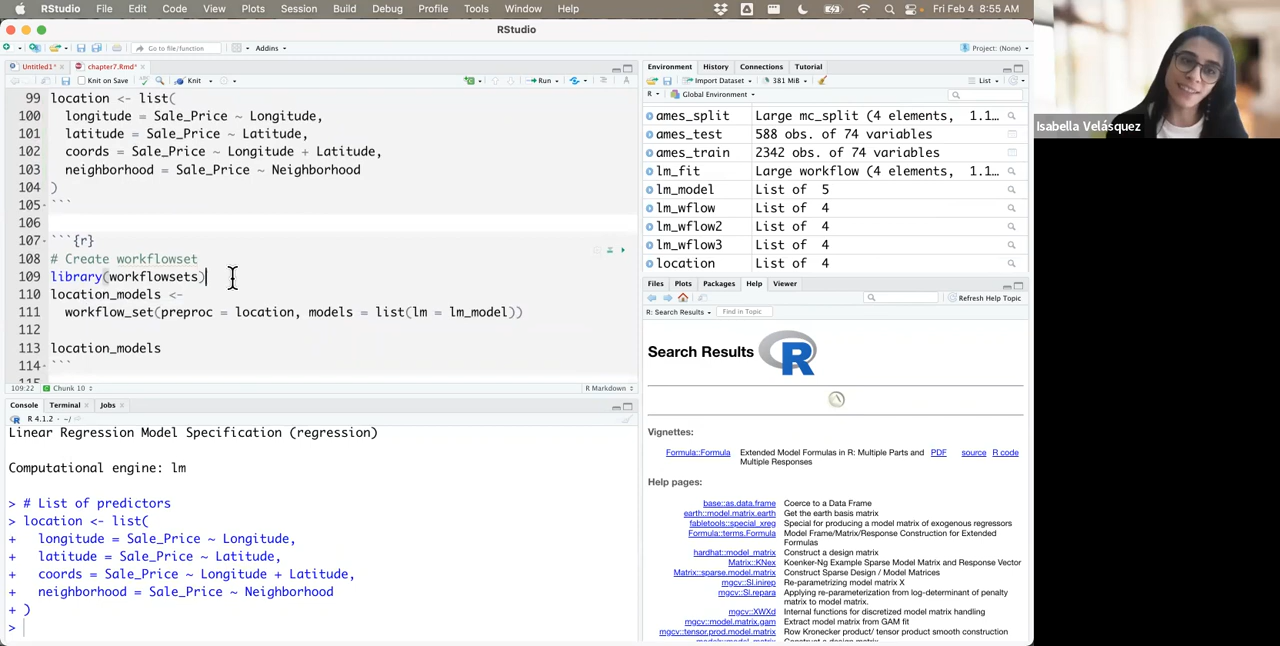 RStudio File Edit Code View Plots Session Build Debug Profile Tools Window Help Fri Feb 4 8:55 AM
RStudio
Go to file/function Addins Project: (None)
Untitled1* chapter7.Rmd*
Knit on Save Knit Run
99 location <- list(
100 longitude = Sale_Price ~ Longitude,
101 latitude = Sale_Price ~ Latitude,
102 coords = Sale_Price ~ Longitude + Latitude,
103 neighborhood = Sale_Price ~ Neighborhood
104 )
105 ```
106
107 ```{r}
108 # Create workflowset
109 library(workflowsets)
110 location_models <-
111 workflow_set(preproc = location, models = list(lm = lm_model))
112
113 location_models
114 ```
115
109:22 Chunk 10 R Markdown
Console Terminal Jobs
R 4.1.2 · ~/
Linear Regression Model Specification (regression)
Computational engine: lm
> # List of predictors
> location <- list(
+ longitude = Sale_Price ~ Longitude,
+ latitude = Sale_Price ~ Latitude,
+ coords = Sale_Price ~ Longitude + Latitude,
+ neighborhood = Sale_Price ~ Neighborhood
+ )
>
Environment History Connections Tutorial
Import Dataset 381 MiB List
R Global Environment
ames_split Large mc_split (4 elements, 1.1…
ames_test 588 obs. of 74 variables
ames_train 2342 obs. of 74 variables
lm_fit Large workflow (4 elements, 1.1…
lm_model List of 5
lm_wflow List of 4
lm_wflow2 List of 4
lm_wflow3 List of 4
location List of 4
Files Plots Packages Help Viewer
Refresh Help Topic
R: Search Results Find in Topic
Search Results R
Vignettes:
Formula::Formula Extended Model Formulas in R: Multiple Parts and Multiple Responses PDF source R code
Help pages:
base::as.data.frame Coerce to a Data Frame
earth::model.matrix.earth Get the earth basis matrix
fabletools::special_xreg Special for producing a model matrix of exogenous regressors
Formula::terms.Formula Model Frame/Matrix/Response Construction for Extended Formulas
hardhat::model_matrix Construct a design matrix
Matrix::KNex Koenker-Ng Example Sparse Model Matrix and Response Vector
Matrix::sparse.model.matrix Construct Sparse Design / Model Matrices
mgcv::Sl.inirep Re-parametrizing model matrix X
mgcv::Sl.repara Applying re-parameterization from log-determinant of penalty matrix to model matrix.
mgcv::XWXd Internal functions for discretized model matrix handling
mgcv::model.matrix.gam Extract model matrix from GAM fit
mgcv::tensor.prod.model.matrix Row Kronecker product/ tensor product smooth construction
Isabella Velásquez